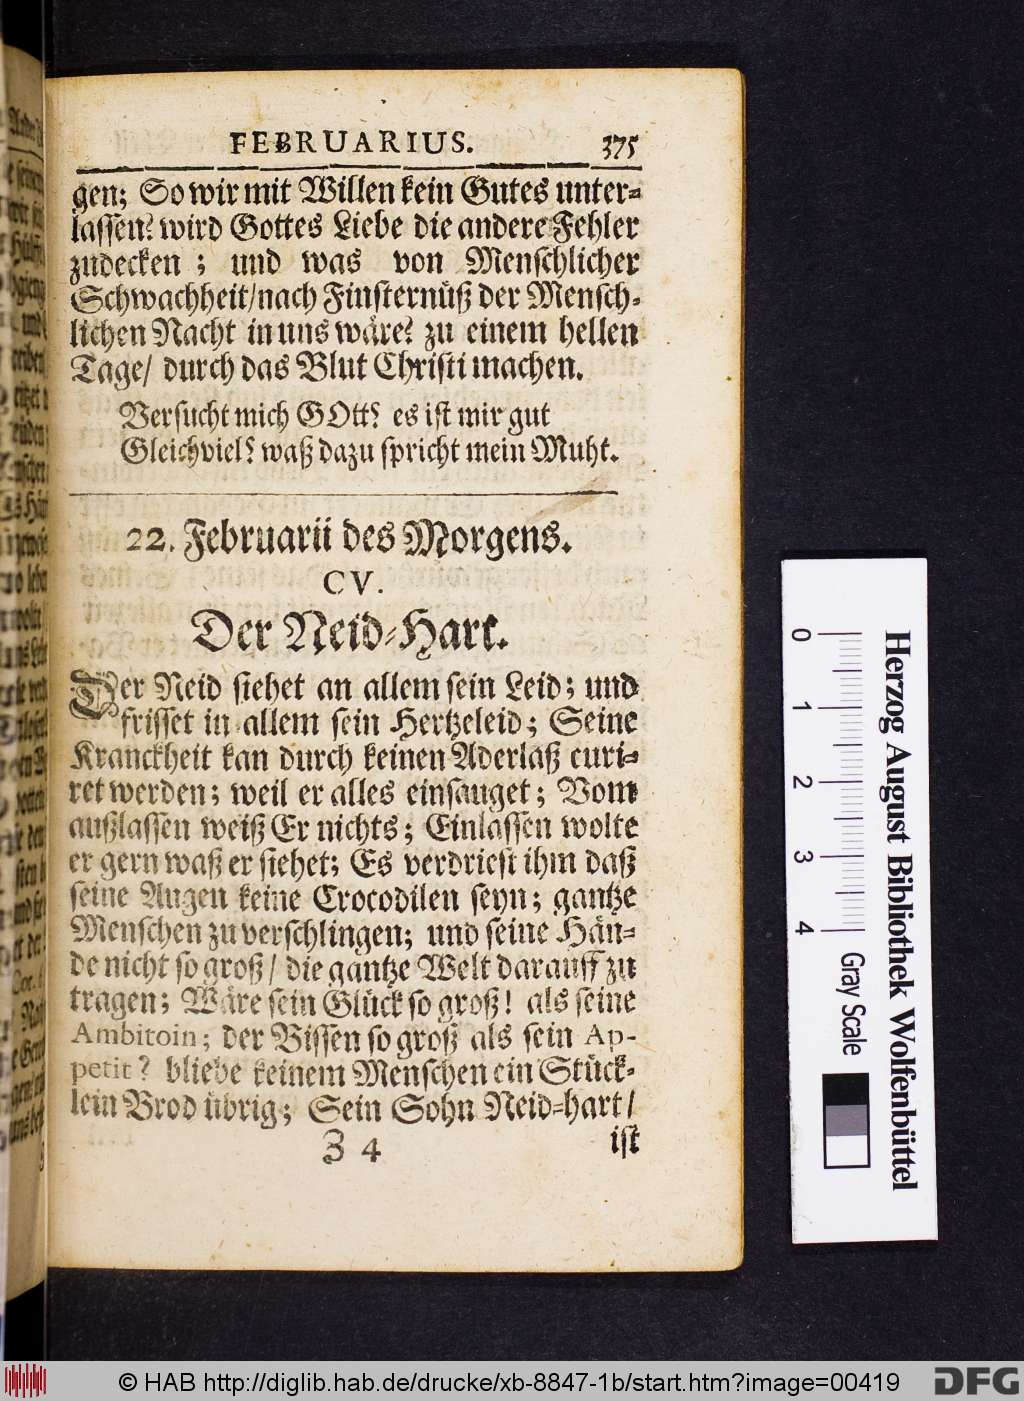 FEBRUARIUS. 375
gen; So wir mit Willen kein Gutes unter-
lassen? wird Gottes Liebe die andere Fehler
zudecken; und was von Menschlicher
Schwachheit/ nach Finsternüß der Mensch-
lichen Nacht in uns wäre? zu einem hellen
Tage/ durch das Blut Christi machen.
Versucht mich GOtt? es ist mir gut
Gleichviel? waß dazu spricht mein Muht.
22. Februarii des Morgens.
CV.
Der Neid-Hart.
Der Neid siehet an allem sein Leid; und
frisset in allem sein Hertzeleid; Seine
Kranckheit kan durch keinen Aderlaß curi-
ret werden; weil er alles einsauget; Vom
außlassen weiß Er nichts; Einlassen wolte
er gern waß er siehet; Es verdriest ihm daß
seine Augen keine Crocodilen seyn; gantze
Menschen zu verschlingen; und seine Hän-
de nicht so groß/ die gäntze Welt darauff zu
tragen; Wäre sein Glück so groß! als seine
Ambitoin; der Bissen so groß als sein Ap-
petit? bliebe keinem Menschen ein Stück-
lein Brod übrig; Sein Sohn Neid-hart/
Z 4 ist
0 1 2 3 4
Gray Scale
Herzog August Bibliothek Wolfenbüttel
© HAB http://diglib.hab.de/drucke/xb-8847-1b/start.htm?image=00419
DFG